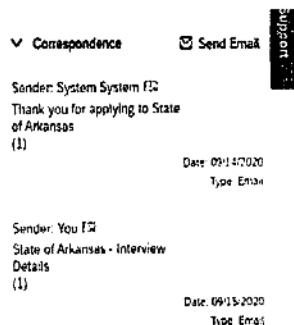 Support
Correspondence Send Email
Sender: System System
Thank you for applying to State
of Arkansas
(1)
Date: 09/14/2020
Type: Email
Sender: You
State of Arkansas - Interview
Details
(1)
Date: 09/15/2020
Type: Email